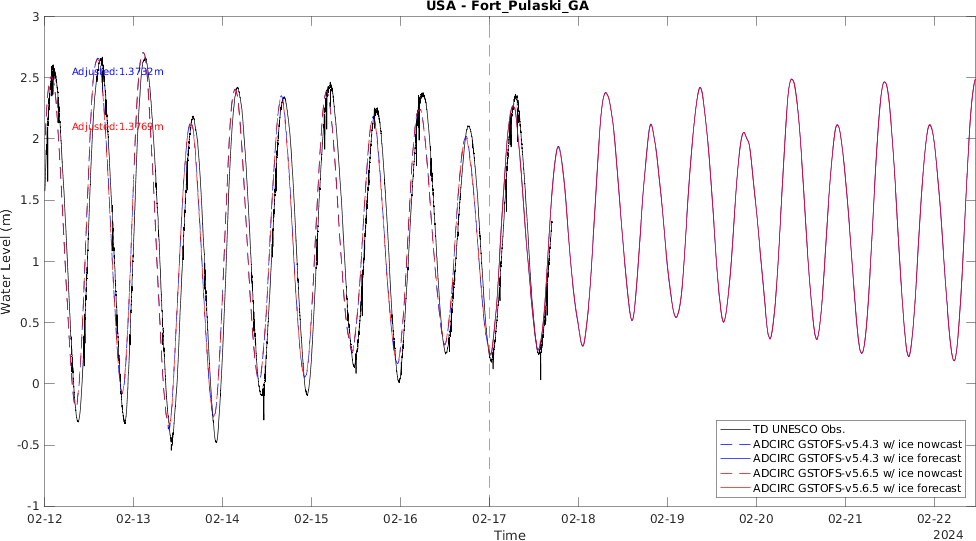 USA - Fort_Pulaski_GA
3
2.5
2
1.5
1
0.5
0
-0.5
-1
Water Level (m)
Adjusted:1.3732m
Adjusted:1.3769m
TD UNESCO Obs.
ADCIRC GSTOFS-v5.4.3 w/ ice nowcast
ADCIRC GSTOFS-v5.4.3 w/ ice forecast
ADCIRC GSTOFS-v5.6.5 w/ ice nowcast
ADCIRC GSTOFS-v5.6.5 w/ ice forecast
02-12 02-13 02-14 02-15 02-16 02-17 02-18 02-19 02-20 02-21 02-22
Time
2024